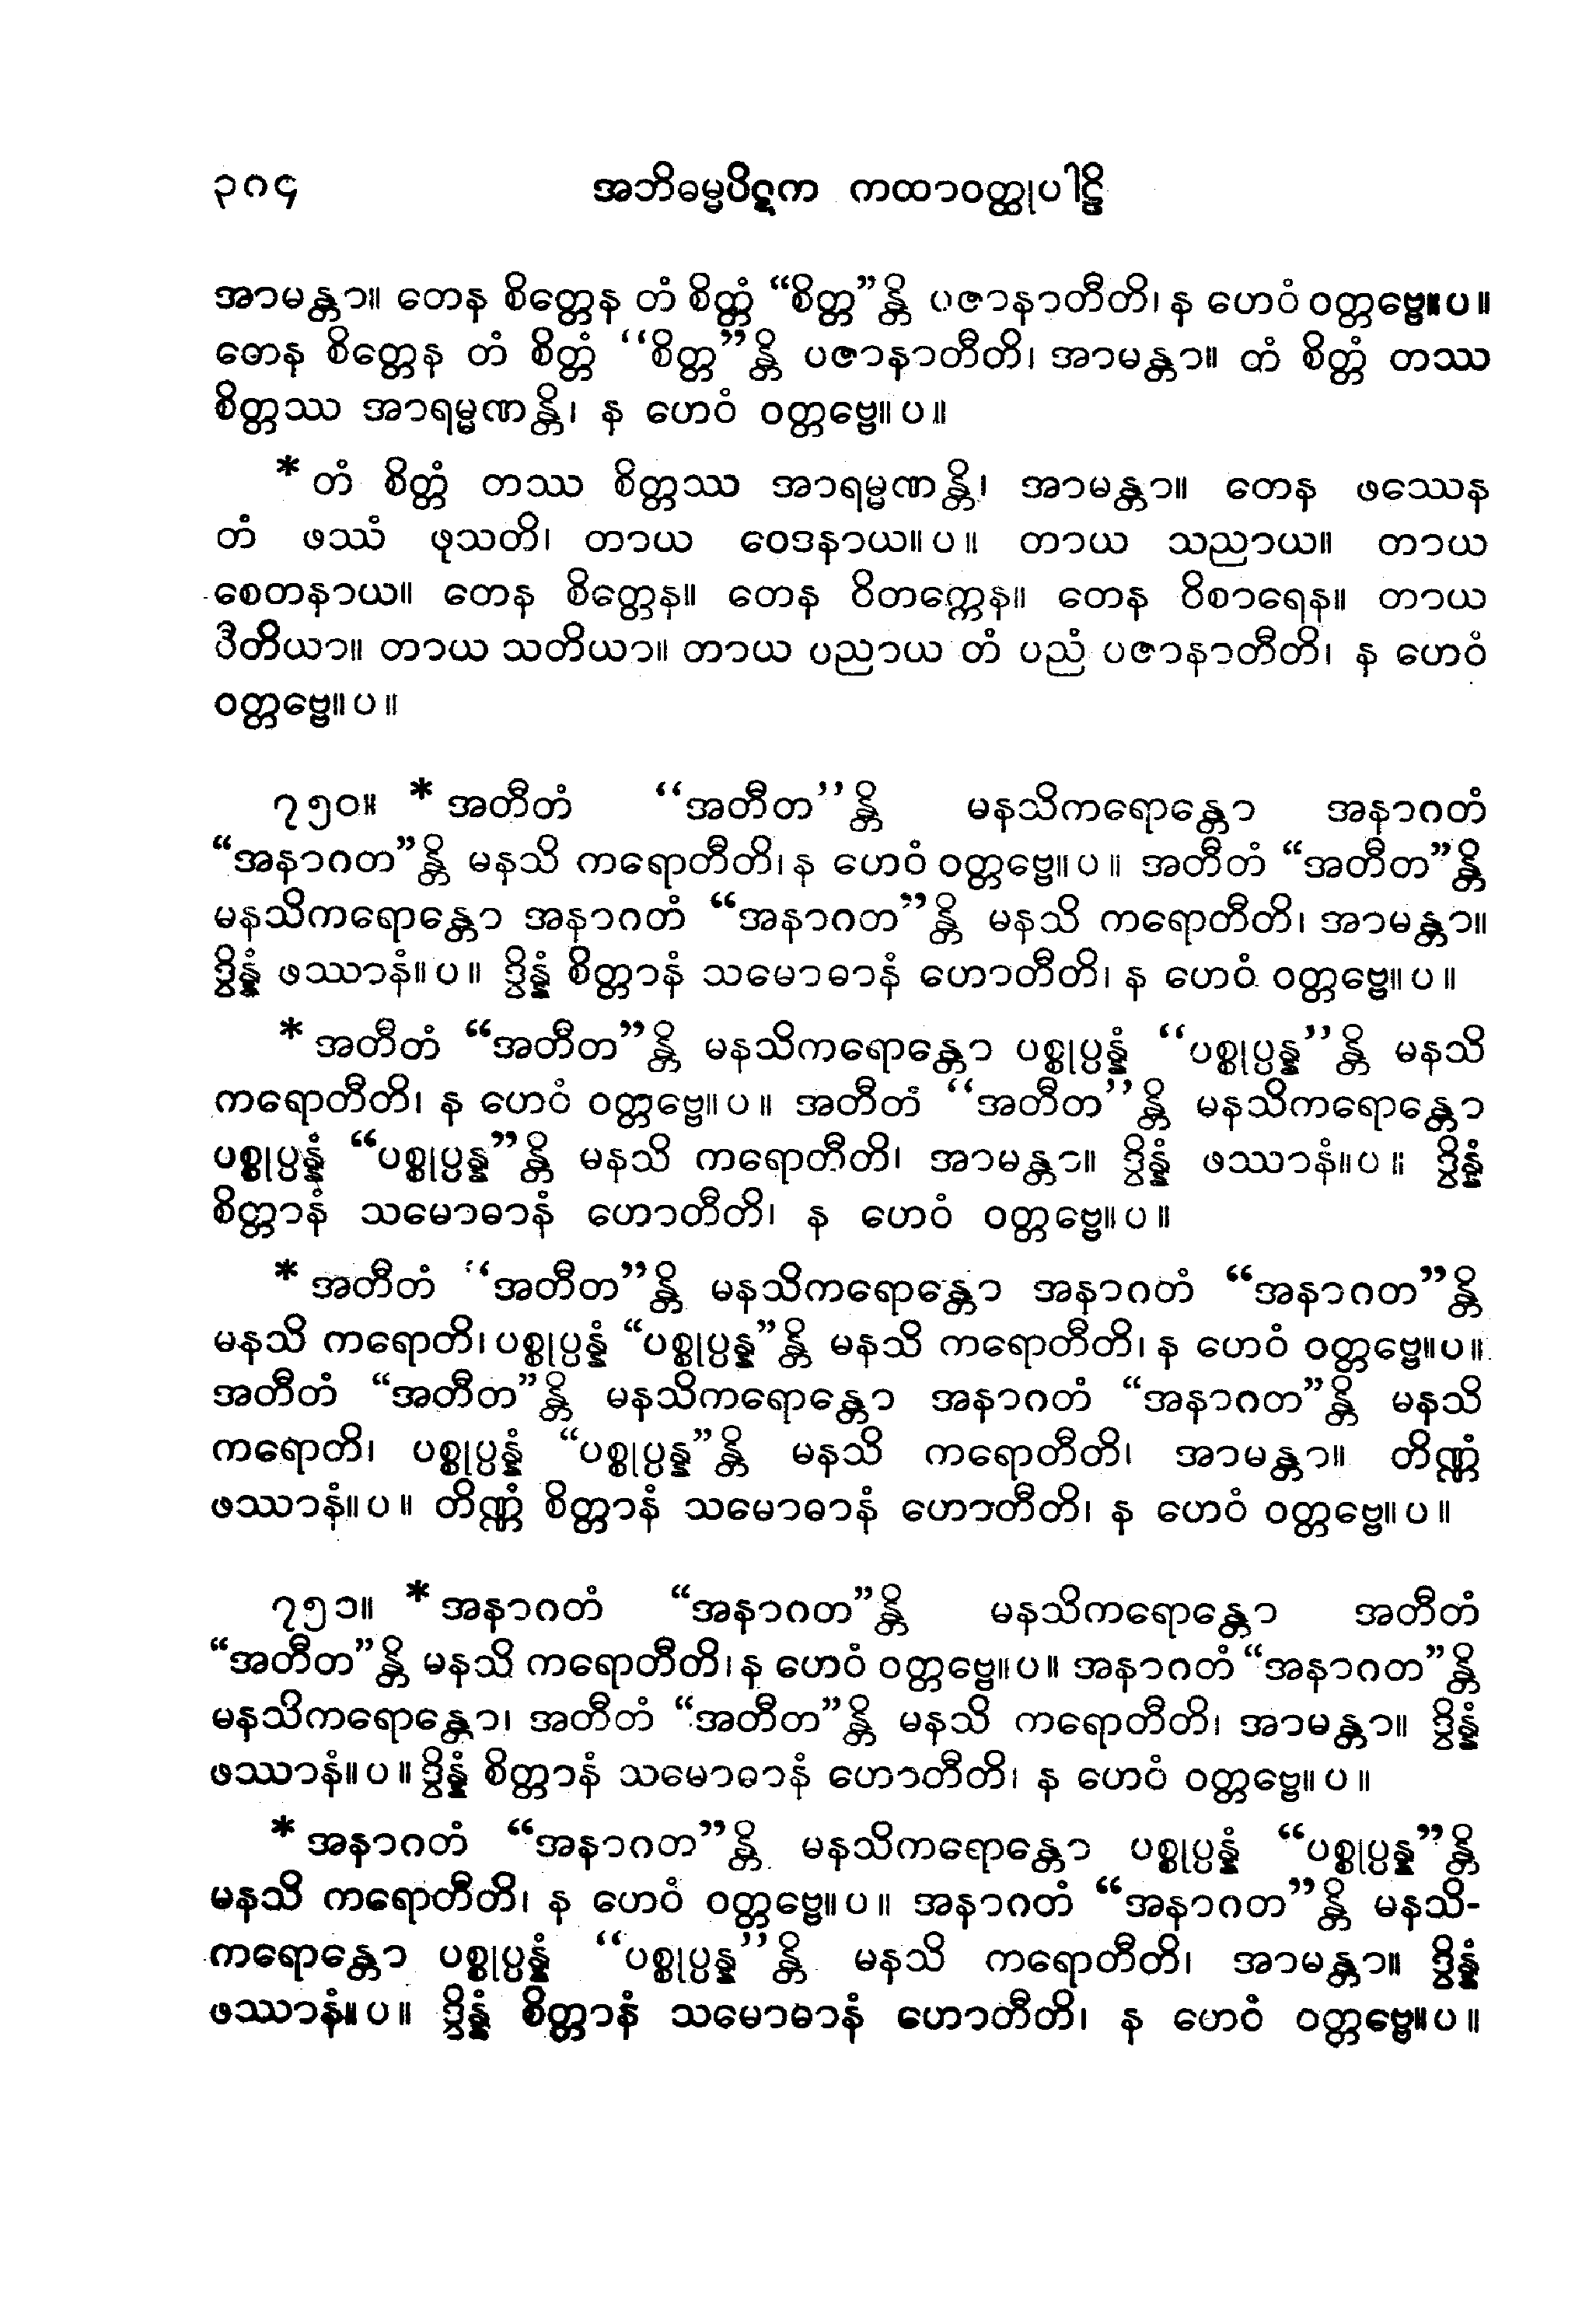 ၃၈၄ အဘိဓမ္မပိဋက ကထာဝတ္ထုပါဠိ
အာမန္တာ။ တေန စိတ္တေန တံ စိတ္တံ “စိတ္တ”န္တိ ပဇာနာတီတိ၊ န ဟေဝံ ဝတ္တဗ္ဗေ။ပ။
တေန စိတ္တေန တံ စိတ္တံ “စိတ္တ”န္တိ ပဇာနာတီတိ၊ အာမန္တာ။ တံ စိတ္တံ တဿ
စိတ္တဿ အာရမ္မဏန္တိ၊ န ဟေဝံ ဝတ္တဗ္ဗေ။ပ။
* တံ စိတ္တံ တဿ စိတ္တဿ အာရမ္မဏန္တိ၊ အာမန္တာ။ တေန ဖဿေန
တံ ဖဿံ ဖုသတိ၊ တာယ ဝေဒနာယ။ပ။ တာယ သညာယ။ တာယ
စေတနာယ။ တေန စိတ္တေန။ တေန ဝိတက္ကေန။ တေန ဝိစာရေန။ တာယ
ပီတိယာ။ တာယ သတိယာ။ တာယ ပညာယ တံ ပညံ ပဇာနာတီတိ၊ န ဟေဝံ
ဝတ္တဗ္ဗေ။ပ။
၇၅၀။ * အတီတံ “အတီတ”န္တိ မနသိကရောန္တော အနာဂတံ
“အနာဂတ”န္တိ မနသိ ကရောတီတိ၊ န ဟေဝံ ဝတ္တဗ္ဗေ။ပ။ အတီတံ “အတီတ”န္တိ
မနသိကရောန္တော အနာဂတံ “အနာဂတ”န္တိ မနသိ ကရောတီတိ၊ အာမန္တာ။
ဒွိန္နံ ဖဿာနံ။ပ။ ဒွိန္နံ စိတ္တာနံ သမောဓာနံ ဟောတီတိ၊ န ဟေဝံ ဝတ္တဗ္ဗေ။ပ။
* အတီတံ “အတီတ”န္တိ မနသိကရောန္တော ပစ္စုပ္ပန္နံ “ပစ္စုပ္ပန္န”န္တိ မနသိ
ကရောတီတိ၊ န ဟေဝံ ဝတ္တဗ္ဗေ။ပ။ အတီတံ “အတီတ”န္တိ မနသိကရောန္တော
ပစ္စုပ္ပန္နံ “ပစ္စုပ္ပန္န”န္တိ မနသိ ကရောတီတိ၊ အာမန္တာ။ ဒွိန္နံ ဖဿာနံ။ပ။ ဒွိန္နံ
စိတ္တာနံ သမောဓာနံ ဟောတီတိ၊ န ဟေဝံ ဝတ္တဗ္ဗေ။ပ။
* အတီတံ “အတီတ”န္တိ မနသိကရောန္တော အနာဂတံ “အနာဂတ”န္တိ
မနသိ ကရောတိ၊ ပစ္စုပ္ပန္နံ “ပစ္စုပ္ပန္န”န္တိ မနသိ ကရောတီတိ၊ န ဟေဝံ ဝတ္တဗ္ဗေ။ပ။
အတီတံ “အတီတ”န္တိ မနသိကရောန္တော အနာဂတံ “အနာဂတ”န္တိ မနသိ
ကရောတိ၊ ပစ္စုပ္ပန္နံ “ပစ္စုပ္ပန္န”န္တိ မနသိ ကရောတီတိ၊ အာမန္တာ။ တိဏ္ဏံ
ဖဿာနံ။ပ။ တိဏ္ဏံ စိတ္တာနံ သမောဓာနံ ဟောတီတိ၊ န ဟေဝံ ဝတ္တဗ္ဗေ။ပ။
၇၅၁။ * အနာဂတံ “အနာဂတ”န္တိ မနသိကရောန္တော အတီတံ
“အတီတ”န္တိ မနသိ ကရောတီတိ၊ န ဟေဝံ ဝတ္တဗ္ဗေ။ပ။ အနာဂတံ “အနာဂတ”န္တိ
မနသိကရောန္တော၊ အတီတံ “အတီတ”န္တိ မနသိ ကရောတီတိ၊ အာမန္တာ။ ဒွိန္နံ
ဖဿာနံ။ပ။ ဒွိန္နံ စိတ္တာနံ သမောဓာနံ ဟောတီတိ၊ န ဟေဝံ ဝတ္တဗ္ဗေ။ပ။
* အနာဂတံ “အနာဂတ”န္တိ မနသိကရောန္တော ပစ္စုပ္ပန္နံ “ပစ္စုပ္ပန္န”န္တိ
မနသိ ကရောတီတိ၊ န ဟေဝံ ဝတ္တဗ္ဗေ။ပ။ အနာဂတံ “အနာဂတ”န္တိ မနသိ-
ကရောန္တော ပစ္စုပ္ပန္နံ “ပစ္စုပ္ပန္န”န္တိ မနသိ ကရောတီတိ၊ အာမန္တာ။ ဒွိန္နံ
ဖဿာနံ။ပ။ ဒွိန္နံ စိတ္တာနံ သမောဓာနံ ဟောတီတိ၊ န ဟေဝံ ဝတ္တဗ္ဗေ။ပ။